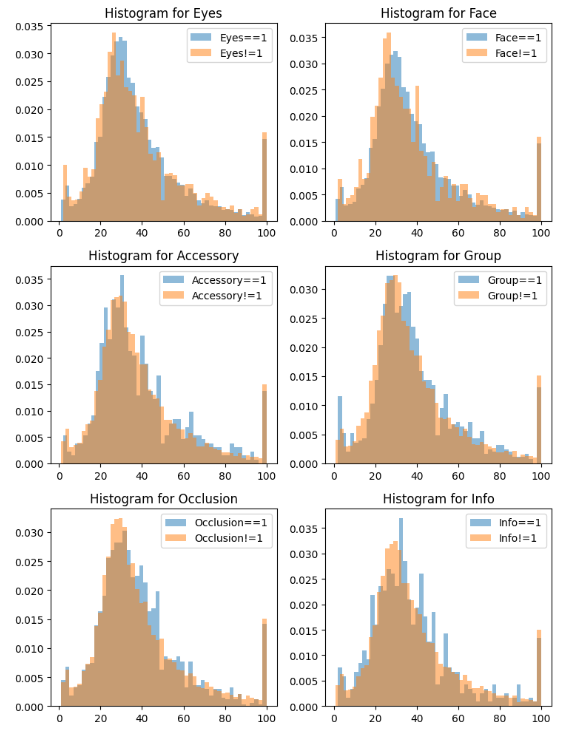 Histogram for Eyes
Eyes==1
Eyes!=1
0.035
0.030
0.025
0.020
0.015
0.010
0.005
0.000
0 20 40 60 80 100
Histogram for Face
Face==1
Face!=1
0.035
0.030
0.025
0.020
0.015
0.010
0.005
0.000
0 20 40 60 80 100
Histogram for Accessory
Accessory==1
Accessory!=1
0.035
0.030
0.025
0.020
0.015
0.010
0.005
0.000
0 20 40 60 80 100
Histogram for Group
Group==1
Group!=1
0.030
0.025
0.020
0.015
0.010
0.005
0.000
0 20 40 60 80 100
Histogram for Occlusion
Occlusion==1
Occlusion!=1
0.030
0.025
0.020
0.015
0.010
0.005
0.000
0 20 40 60 80 100
Histogram for Info
Info==1
Info!=1
0.035
0.030
0.025
0.020
0.015
0.010
0.005
0.000
0 20 40 60 80 100